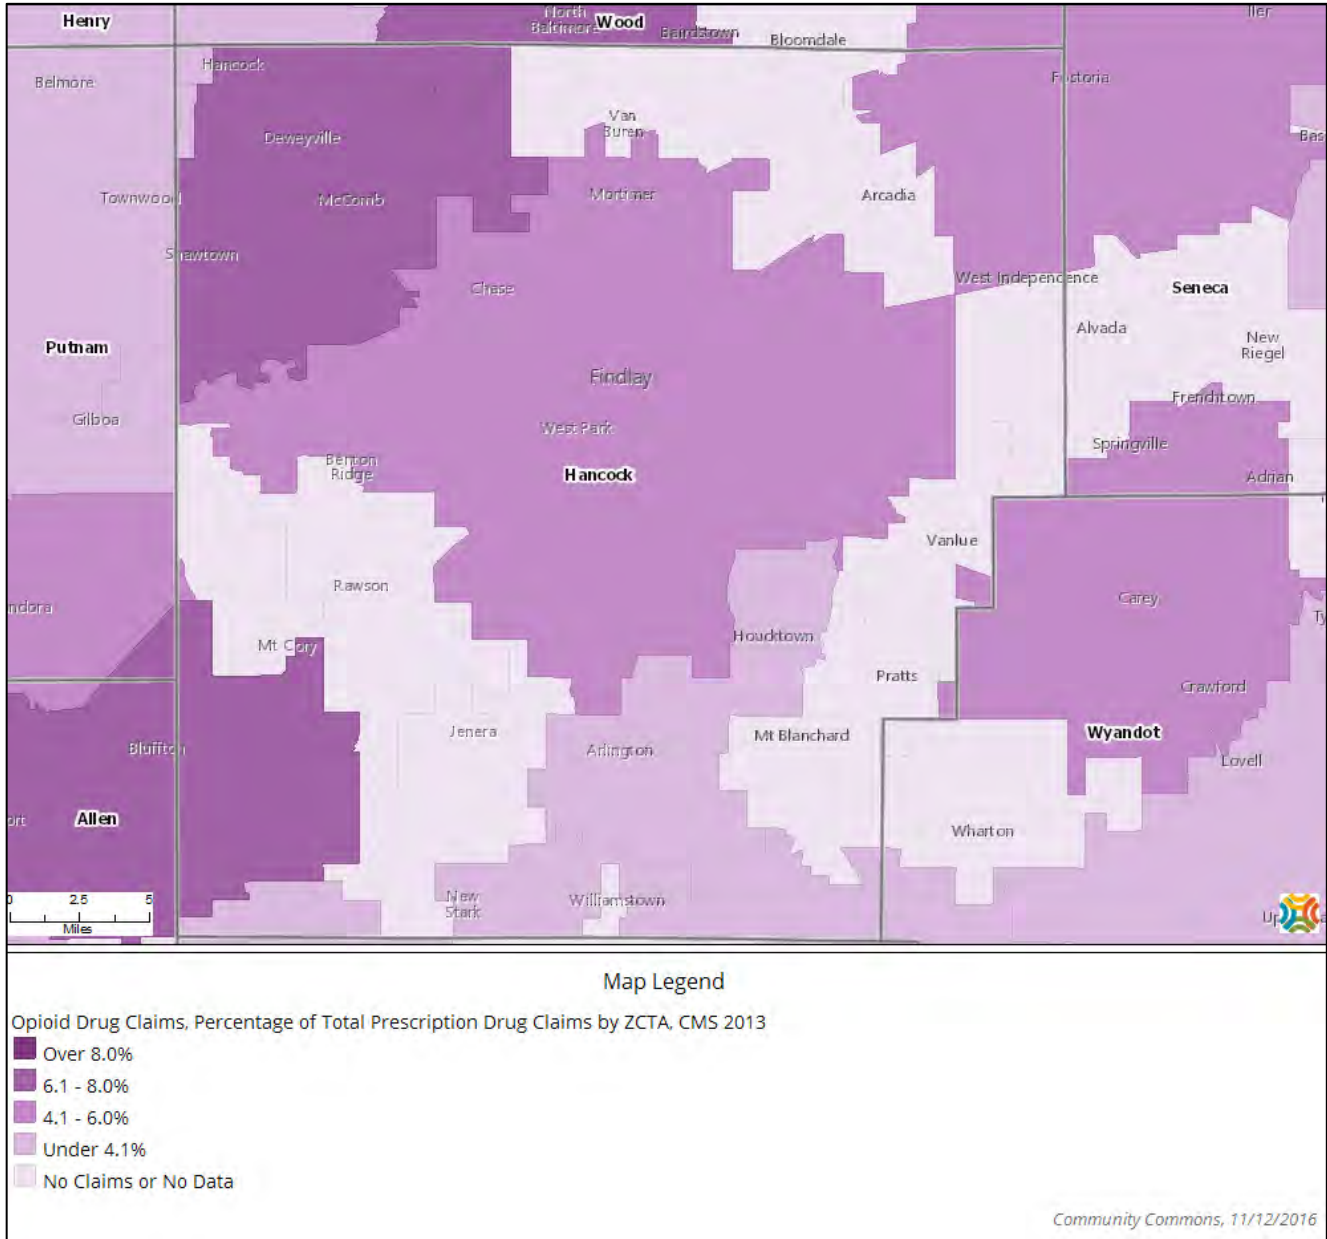 Henry
North
Baltimore
Wood
Bairdstown
Bloomdale
Hancock
Belmore
Fostoria
Van
Buren
Deweyville
Townwood
McComb
Mortimer
Arcadia
Shawtown
Chase
West Independence
Seneca
Alvada
New
Riegel
Putnam
Findlay
Frenchtown
Gilboa
West Park
Springville
Benton
Ridge
Hancock
Adrian
Vanlue
Rawson
Carey
ndora
Ty
Houcktown
Mt Cory
Pratts
Crawford
Jenera
Mt Blanchard
Wyandot
Bluffton
Arlington
Lovell
ort
Allen
Wharton
New
Stark
Williamstown
0 2.5 5
Miles
Map Legend
Opioid Drug Claims, Percentage of Total Prescription Drug Claims by ZCTA, CMS 2013
Over 8.0%
6.1 - 8.0%
4.1 - 6.0%
Under 4.1%
No Claims or No Data
Community Commons, 11/12/2016